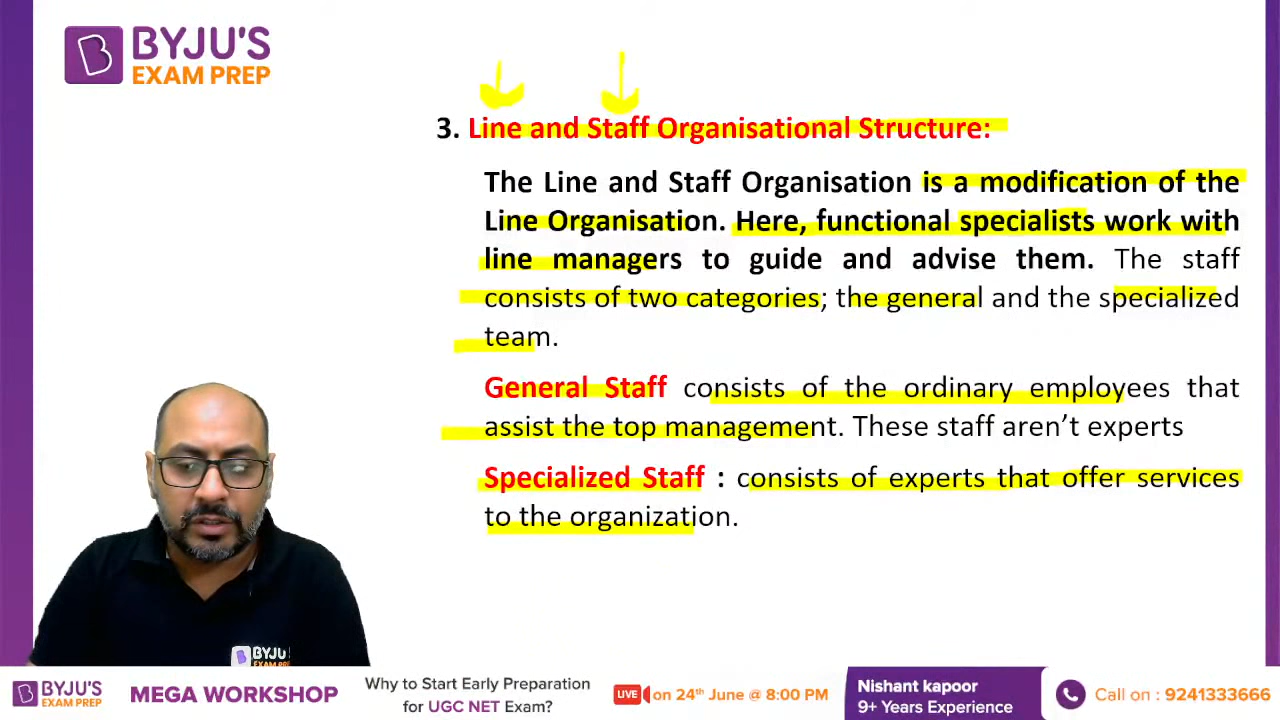 BYJU'S
EXAM PREP
3. Line and Staff Organisational Structure:
The Line and Staff Organisation is a modification of the
Line Organisation. Here, functional specialists work with
line managers to guide and advise them. The staff
consists of two categories; the general and the specialized
team.
General Staff consists of the ordinary employees that
assist the top management. These staff aren’t experts
Specialized Staff : consists of experts that offer services
to the organization.
BYJU'S
EXAM PREP
BYJU'S
EXAM PREP
MEGA WORKSHOP
Why to Start Early Preparation
for UGC NET Exam?
LIVE on 24th June @ 8:00 PM
Nishant kapoor
9+ Years Experience
Call on : 9241333666